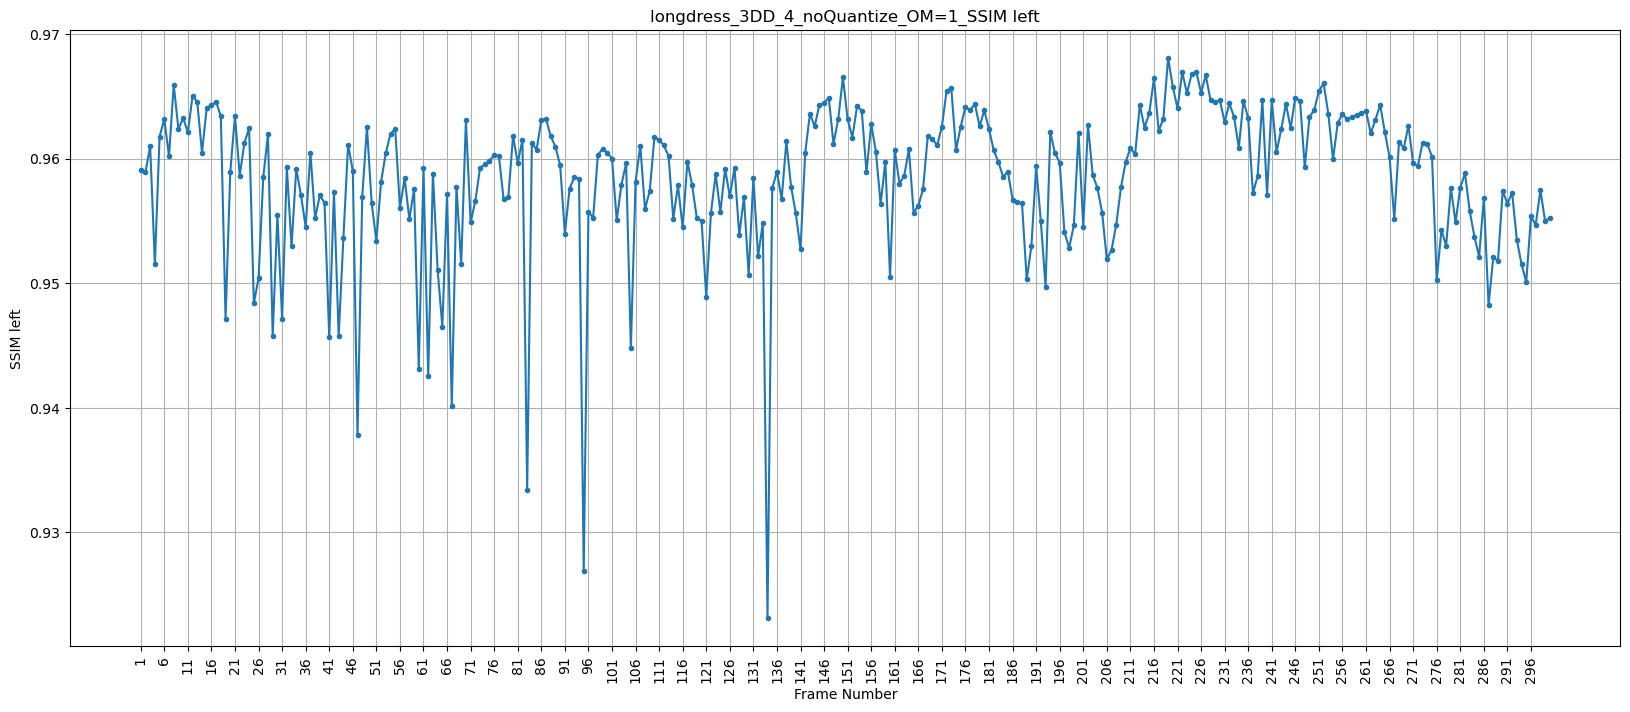 longdress_3DD_4_noQuantize_OM=1_SSIM left
0.97
0.96
0.95
0.94
0.93
SSIM left
1 6 11 16 21 26 31 36 41 46 51 56 61 66 71 76 81 86 91 96 101 106 111 116 121 126 131 136 141 146 151 156 161 166 171 176 181 186 191 196 201 206 211 216 221 226 231 236 241 246 251 256 261 266 271 276 281 286 291 296
Frame Number